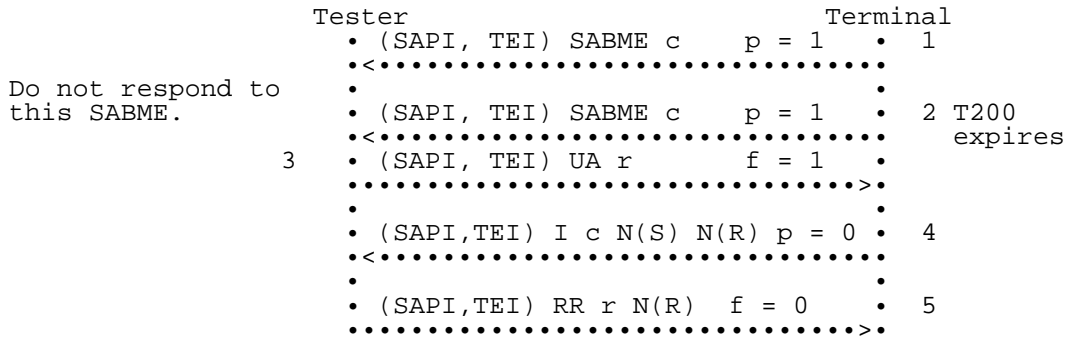 Tester Terminal
• (SAPI, TEI) SABME c p = 1 • 1
•<••••••••••••••••••••••••••••••••
Do not respond to • •
this SABME. • (SAPI, TEI) SABME c p = 1 • 2 T200
•<•••••••••••••••••••••••••••••••• expires
3 • (SAPI, TEI) UA r f = 1 •
••••••••••••••••••••••••••••••••>•
• •
• (SAPI,TEI) I c N(S) N(R) p = 0 • 4
•<••••••••••••••••••••••••••••••••
• •
• (SAPI,TEI) RR r N(R) f = 0 • 5
••••••••••••••••••••••••••••••••>•